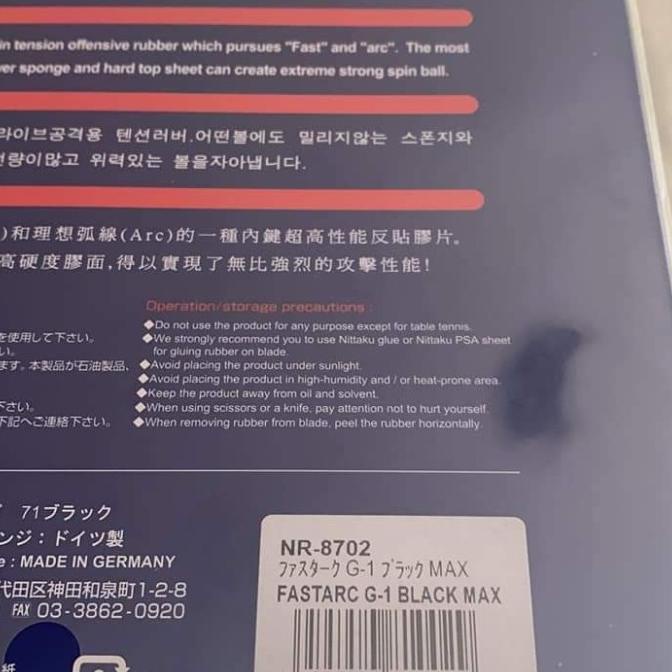 in tension offensive rubber which pursues "Fast" and "arc". The most
er sponge and hard top sheet can create extreme strong spin ball.
라이브공격용 텐션러버.어떤볼에도 밀리지않는 스폰지와
량이많고 위력있는 볼을자아냅니다.
)和理想弧線(Arc)的一種內鍵超高性能反貼膠片。
高硬度膠面,得以實現了無比強烈的攻擊性能!
Operation/storage precautions :
を使用して下さい。
い。
ます。本製品が石油製品、
下さい。
下記へご連絡下さい。
◆Do not use the product for any purpose except for table tennis.
◆We strongly recommend you to use Nittaku glue or Nittaku PSA sheet
for gluing rubber on blade.
◆Avoid placing the product under sunlight.
◆Avoid placing the product in high-humidity and / or heat-prone area.
◆Keep the product away from oil and solvent.
◆When using scissors or a knife, pay attention not to hurt yourself.
◆When removing rubber from blade, peel the rubber horizontally.
71ブラック
ンジ：ドイツ製
e : MADE IN GERMANY
代田区神田和泉町1-2-8
FAX 03-3862-0920
紙
NR-8702
ファスターク G-1 ブラック MAX
FASTARC G-1 BLACK MAX